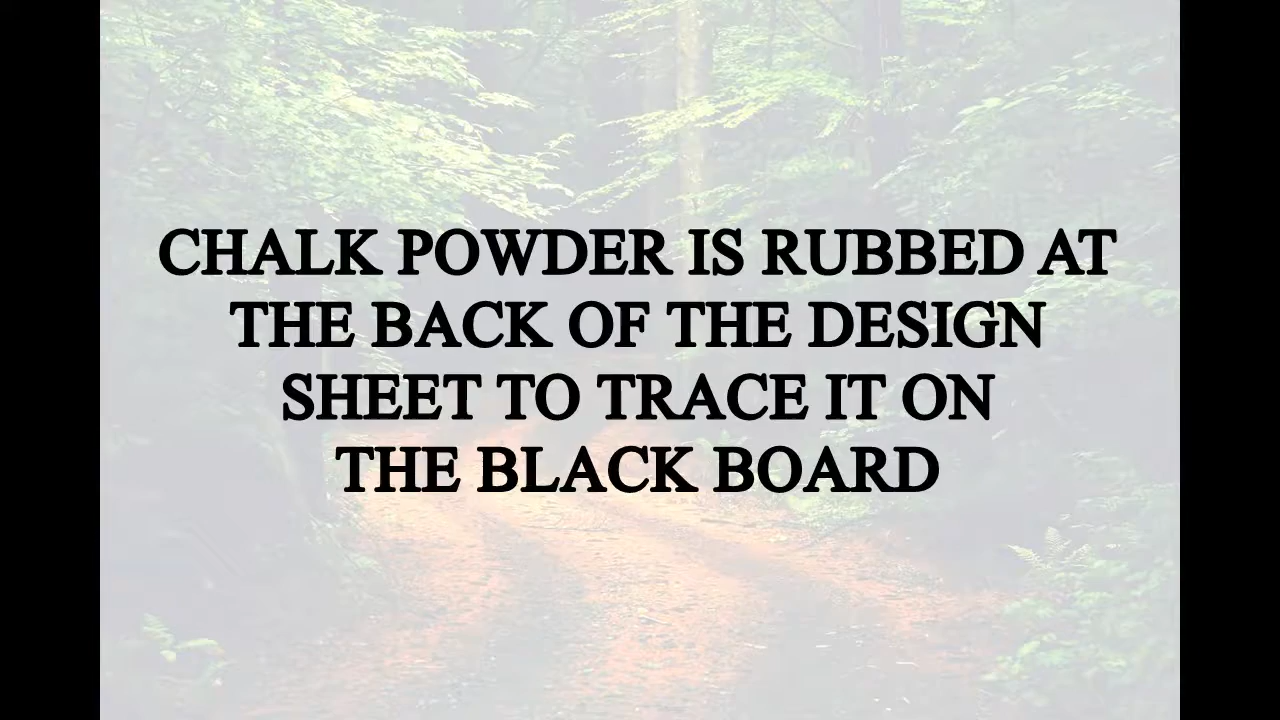 CHALK POWDER IS RUBBED AT
THE BACK OF THE DESIGN
SHEET TO TRACE IT ON
THE BLACK BOARD